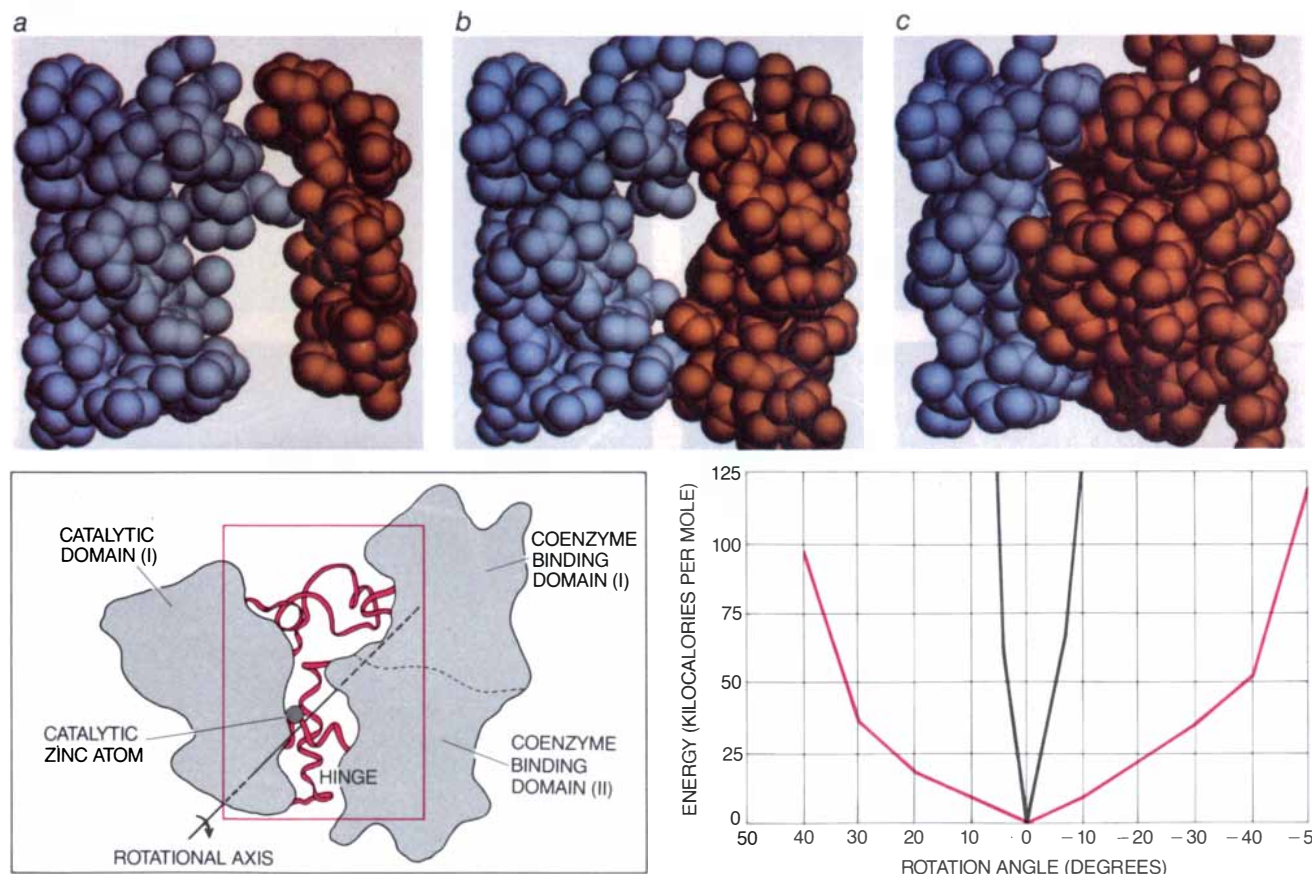 a
b
c
CATALYTIC
DOMAIN (I)
COENZYME
BINDING
DOMAIN (I)
CATALYTIC
ZINC ATOM
HINGE
COENZYME
BINDING
DOMAIN (II)
ROTATIONAL AXIS
ENERGY (KILOCALORIES PER MOLE)
125
100
75
50
25
0
50 40 30 20 10 0 −10 −20 −30 −40 −5
ROTATION ANGLE (DEGREES)